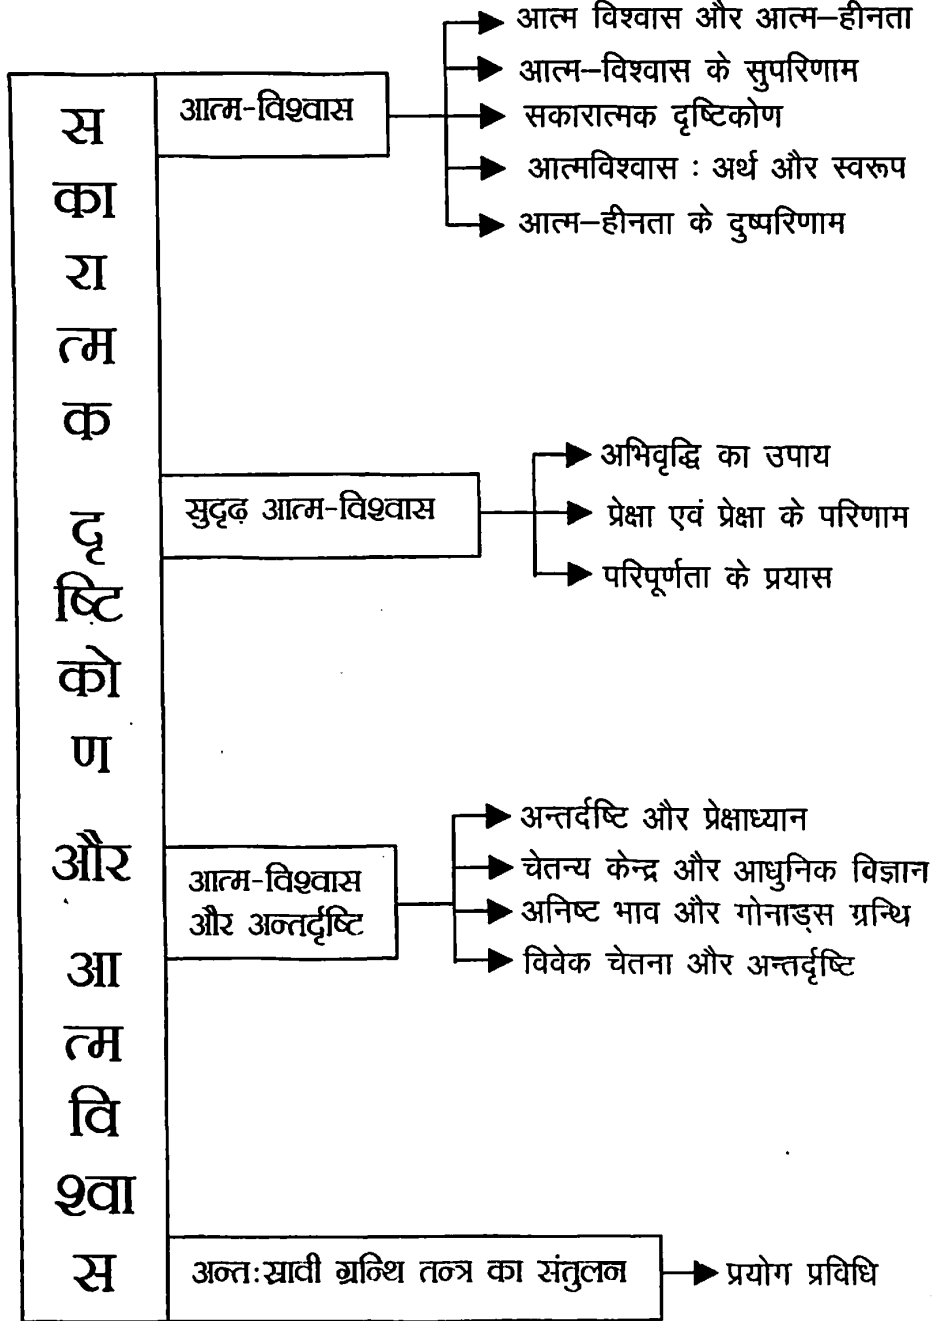 सकारात्मक दृष्टिकोण और आत्मविश्वास
आत्म-विश्वास
आत्म विश्वास और आत्म–हीनता
आत्म–विश्वास के सुपरिणाम
सकारात्मक दृष्टिकोण
आत्मविश्वास : अर्थ और स्वरूप
आत्म–हीनता के दुष्परिणाम
सुदृढ़ आत्म-विश्वास
अभिवृद्धि का उपाय
प्रेक्षा एवं प्रेक्षा के परिणाम
परिपूर्णता के प्रयास
आत्म-विश्वास
और अन्तर्दृष्टि
अन्तर्दष्टि और प्रेक्षाध्यान
चेतन्य केन्द्र और आधुनिक विज्ञान
अनिष्ट भाव और गोनाड्स ग्रन्थि
विवेक चेतना और अन्तर्दृष्टि
अन्तःस्रावी ग्रन्थि तन्त्र का संतुलन
प्रयोग प्रविधि